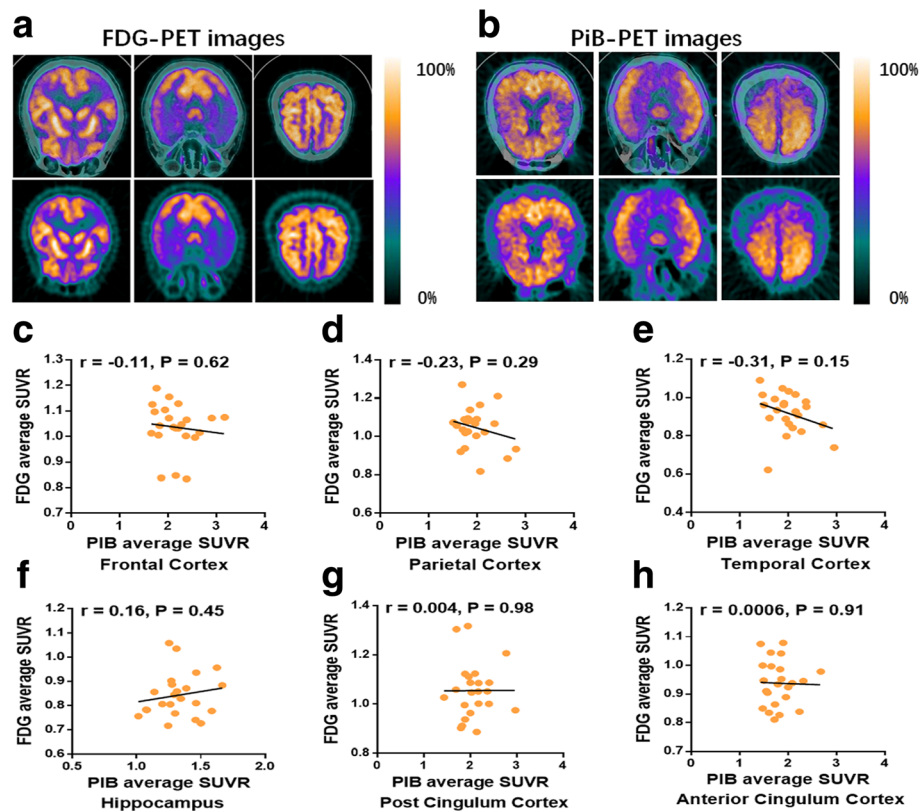 a
FDG-PET images
100%
0%
b
PiB-PET images
100%
0%
c
r = -0.11, P = 0.62
FDG average SUVR
1.3
1.2
1.1
1.0
0.9
0.8
0.7
0 1 2 3 4
PIB average SUVR
Frontal Cortex
d
r = -0.23, P = 0.29
FDG average SUVR
1.4
1.2
1.0
0.8
0.6
0 1 2 3 4
PIB average SUVR
Parietal Cortex
e
r = -0.31, P = 0.15
FDG average SUVR
1.2
1.0
0.8
0.6
0.4
0 1 2 3 4
PIB average SUVR
Temporal Cortex
f
r = 0.16, P = 0.45
FDG average SUVR
1.2
1.1
1.0
0.9
0.8
0.7
0.6
0.5 1.0 1.5 2.0
PIB average SUVR
Hippocampus
g
r = 0.004, P = 0.98
FDG average SUVR
1.4
1.2
1.0
0.8
0 1 2 3 4
PIB average SUVR
Post Cingulum Cortex
h
r = 0.0006, P = 0.91
FDG average SUVR
1.2
1.1
1.0
0.9
0.8
0.7
0 1 2 3 4
PIB average SUVR
Anterior Cingulum Cortex